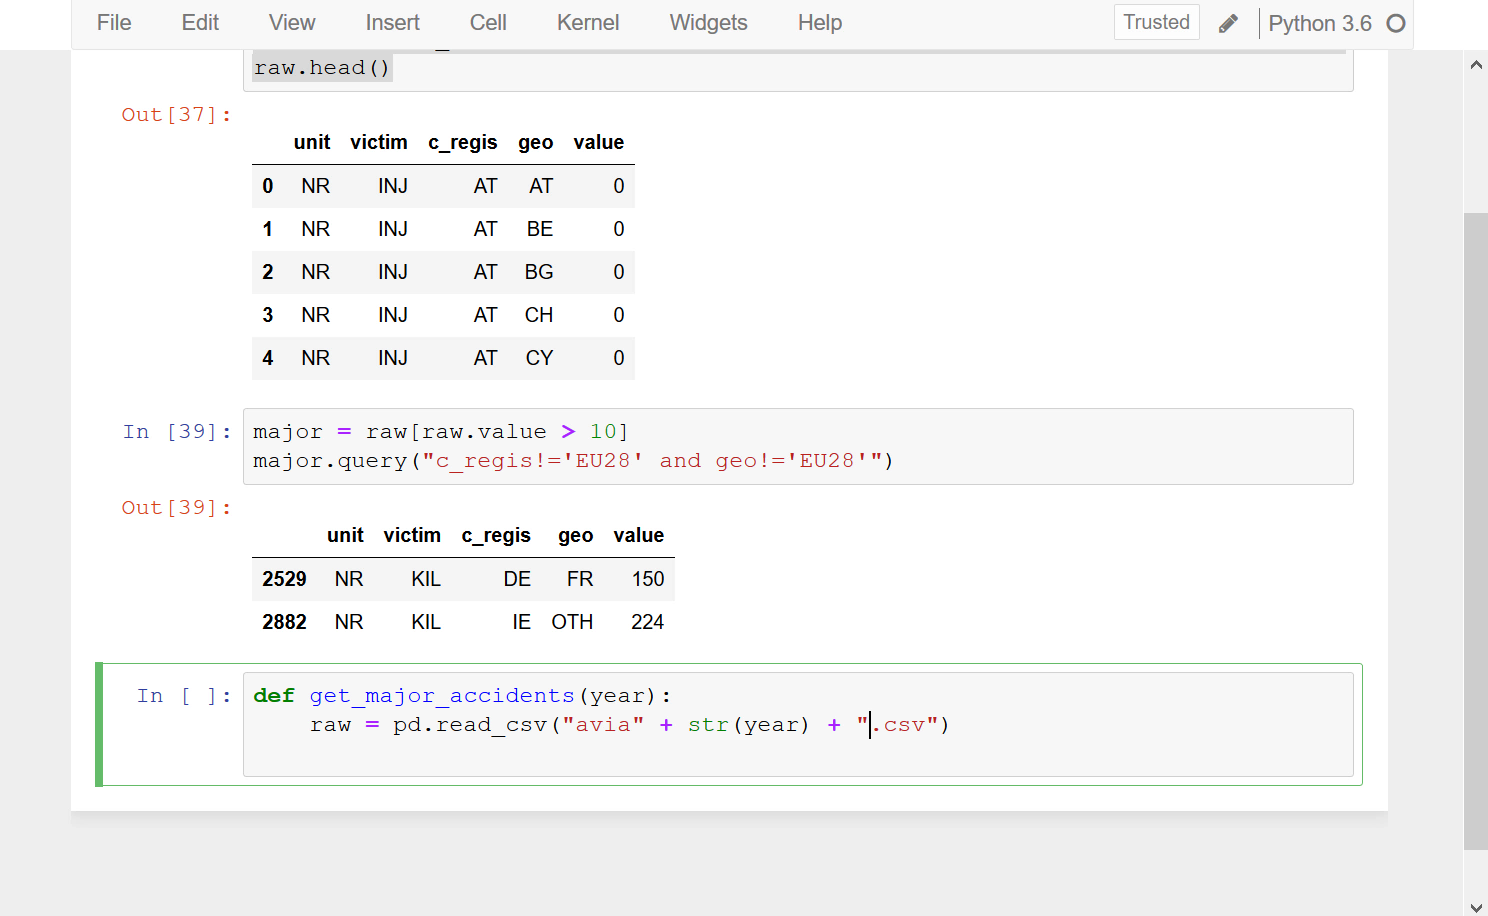 File Edit View Insert Cell Kernel Widgets Help Trusted Python 3.6
raw.head()
Out[37]:
unit victim c_regis geo value
0 NR INJ AT AT 0
1 NR INJ AT BE 0
2 NR INJ AT BG 0
3 NR INJ AT CH 0
4 NR INJ AT CY 0
In [39]: major = raw[raw.value > 10]
major.query("c_regis!='EU28' and geo!='EU28'")
Out[39]:
unit victim c_regis geo value
2529 NR KIL DE FR 150
2882 NR KIL IE OTH 224
In [ ]: def get_major_accidents(year):
raw = pd.read_csv("avia" + str(year) + ".csv")